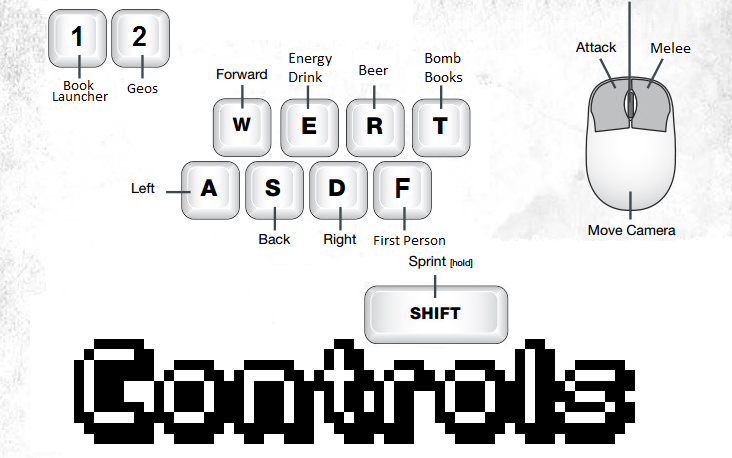 1 2
Book
Launcher
Geos
Forward
Energy
Drink
Beer
Bomb
Books
W E R T
Left
A S D F
Back
Right
First Person
Sprint [hold]
SHIFT
Attack
Melee
Move Camera
Controls